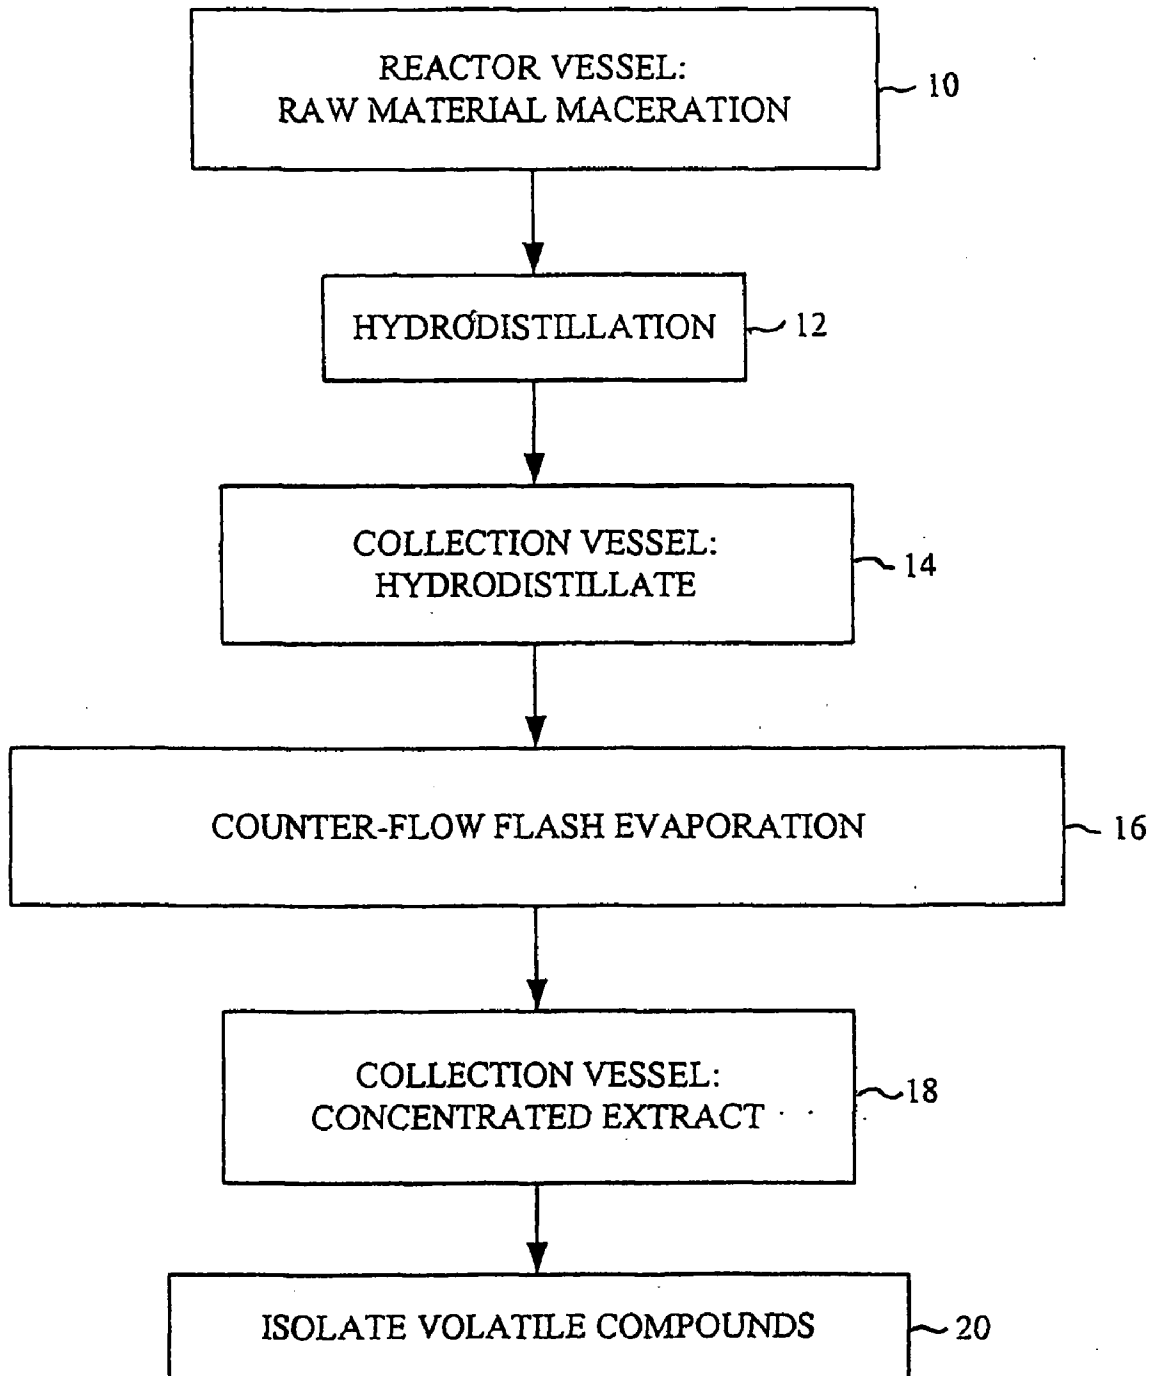 REACTOR VESSEL:
RAW MATERIAL MACERATION
10
HYDRODISTILLATION
12
COLLECTION VESSEL:
HYDRODISTILLATE
14
COUNTER-FLOW FLASH EVAPORATION
16
COLLECTION VESSEL:
CONCENTRATED EXTRACT
18
ISOLATE VOLATILE COMPOUNDS
20